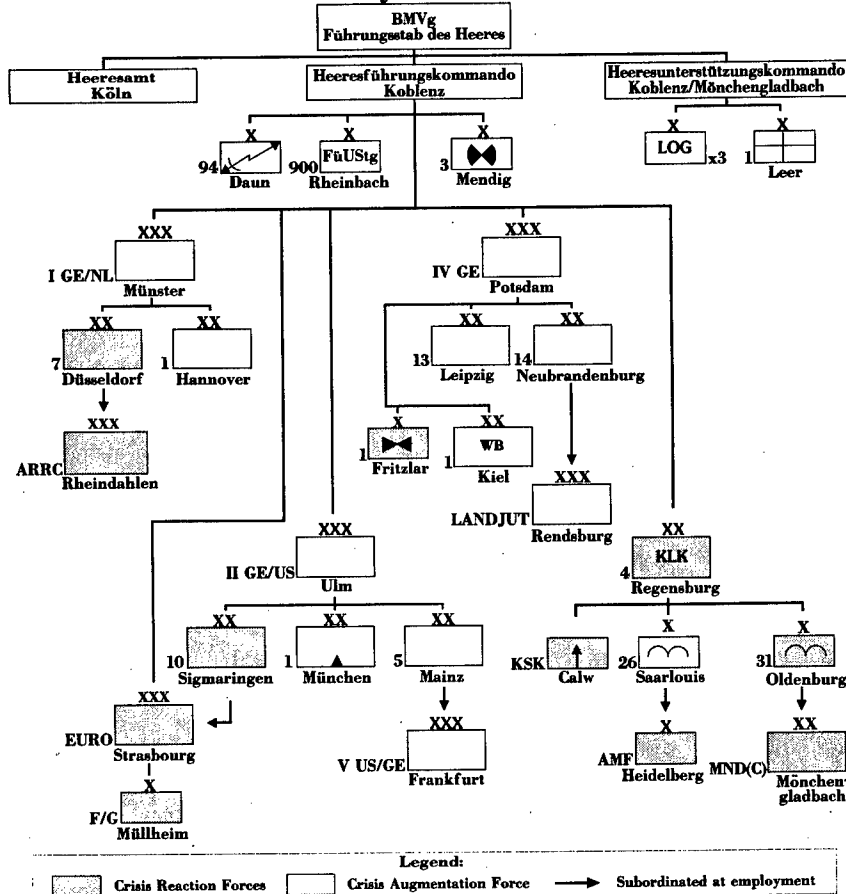 BMVg
Führungsstab des Heeres
Heeresamt
Köln
Heeresführungskommando
Koblenz
Heeresunterstützungskommando
Koblenz/Mönchengladbach
X
94
Daun
X
FüUStg
900
Rheinbach
X
3
Mendig
X
LOG
x3
X
1
Leer
XXX
I GE/NL
Münster
XXX
IV GE
Potsdam
XX
7
Düsseldorf
XX
1
Hannover
XX
13
Leipzig
XX
14
Neubrandenburg
XXX
ARRC
Rheindahlen
X
1
Fritzlar
XX
WB
1
Kiel
XXX
LANDJUT
Rendsburg
XXX
II GE/US
Ulm
XX
KLK
4
Regensburg
XX
10
Sigmaringen
XX
1
München
XX
5
Mainz
KSK
Calw
X
26
Saarlouis
X
31
Oldenburg
XXX
EURO
Strasbourg
XXX
V US/GE
Frankfurt
X
AMF
Heidelberg
XX
MND(C)
Mönchen-
gladbach
X
F/G
Müllheim
Legend:
Crisis Reaction Forces
Crisis Augmentation Force
Subordinated at employment